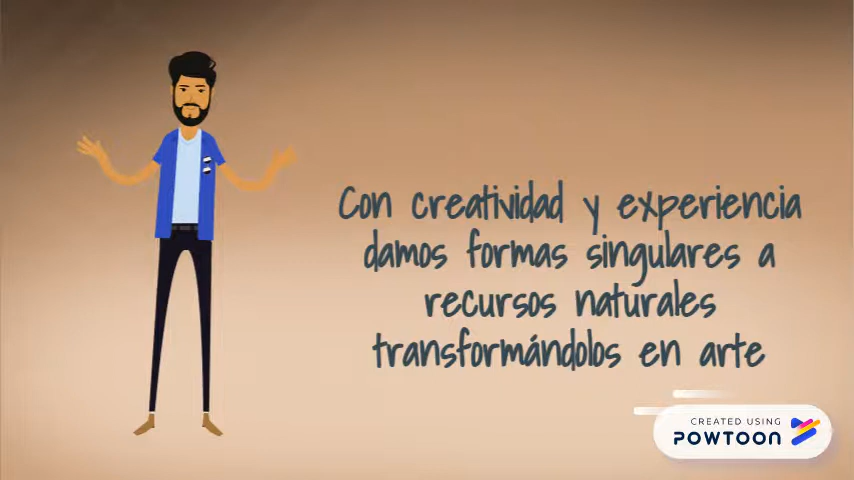 Con creatividad y experiencia
damos formas singulares a
recursos naturales
transformándolos en arte
CREATED USING
POWTOON